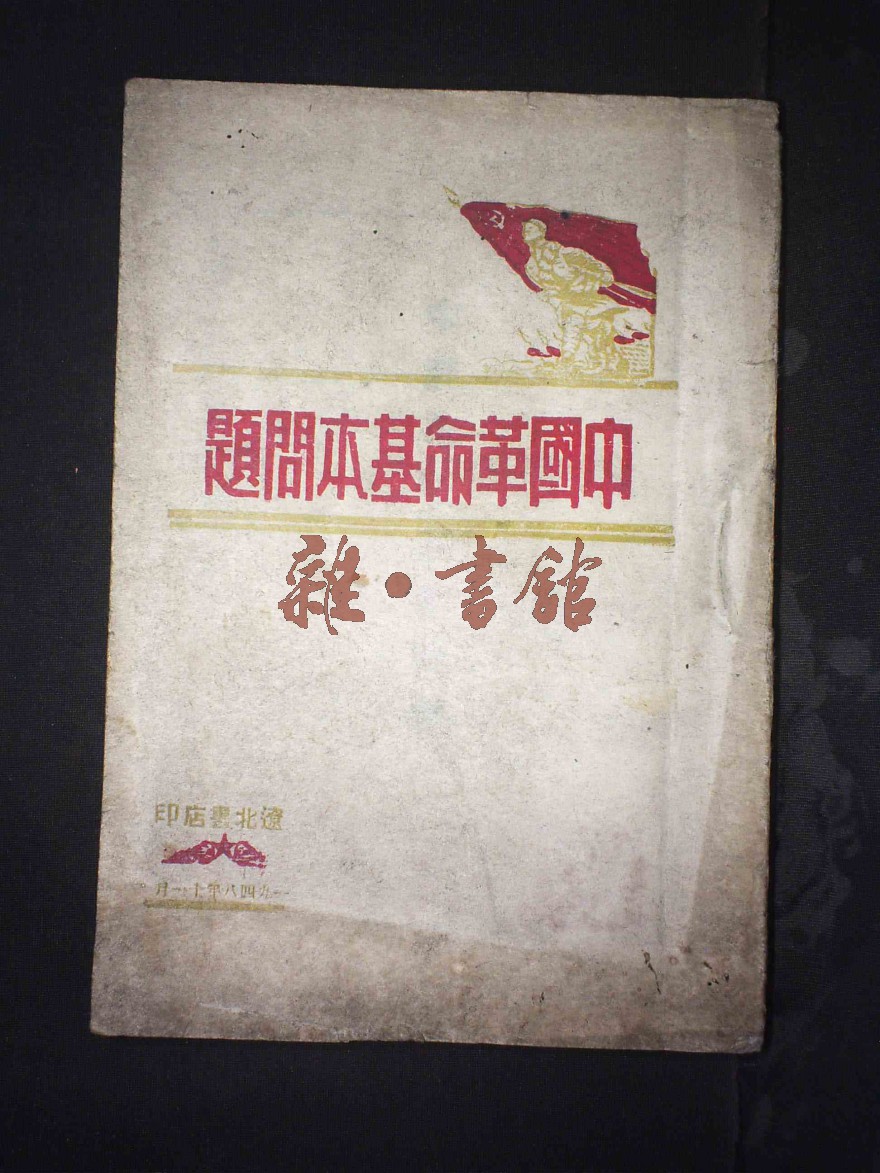 中國革命基本問題
雜·書館
遼北書店印
一九四八年十一月